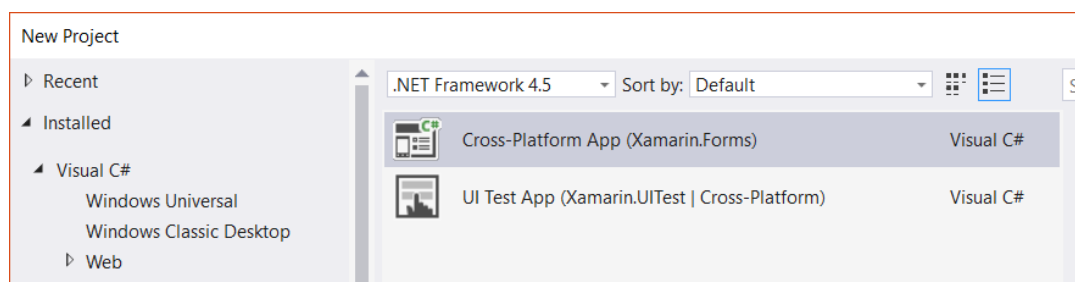 New Project
Recent
Installed
Visual C#
Windows Universal
Windows Classic Desktop
Web
.NET Framework 4.5 Sort by: Default
C#
Cross-Platform App (Xamarin.Forms) Visual C#
UI Test App (Xamarin.UITest | Cross-Platform) Visual C#